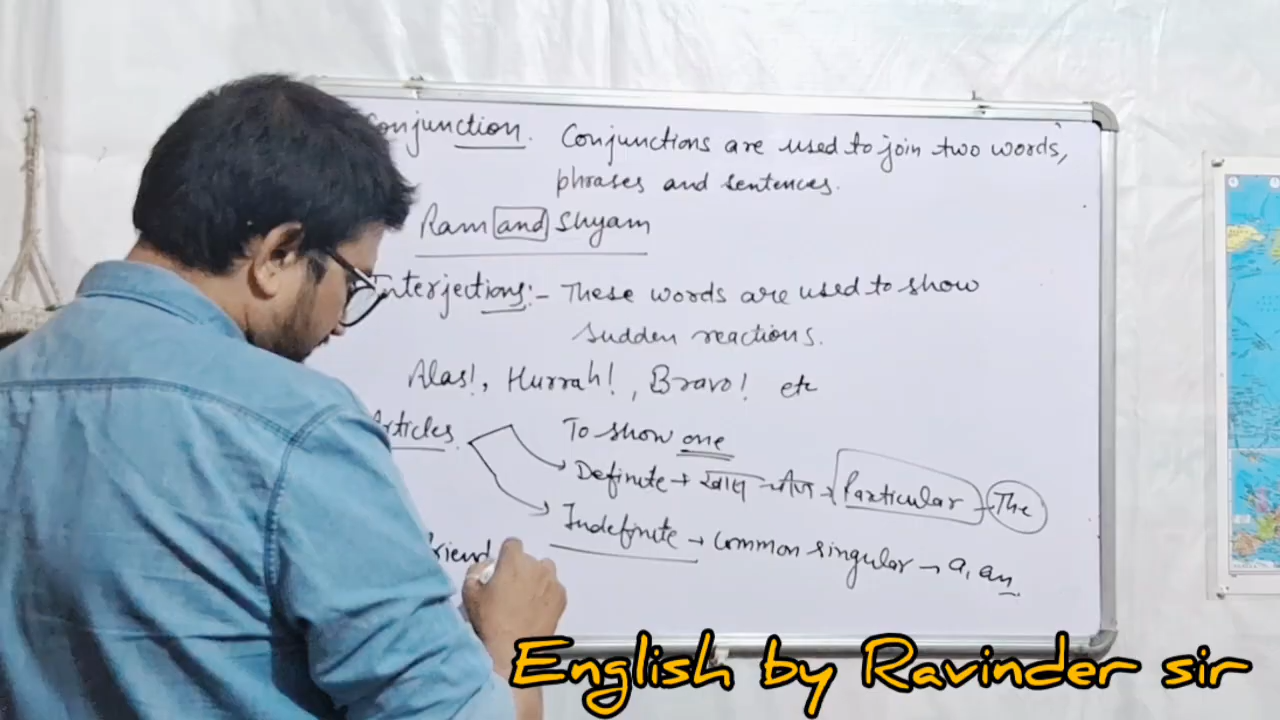 Conjunction. Conjunctions are used to join two words,
phrases and sentences.
Ram and Shyam
Interjections:- These words are used to show
sudden reactions.
Alas!, Hurrah!, Bravo! etc
Articles
To show one
Definite → खास → Particular → The
Indefinite → Common singular → a, an
friend
English by Ravinder sir